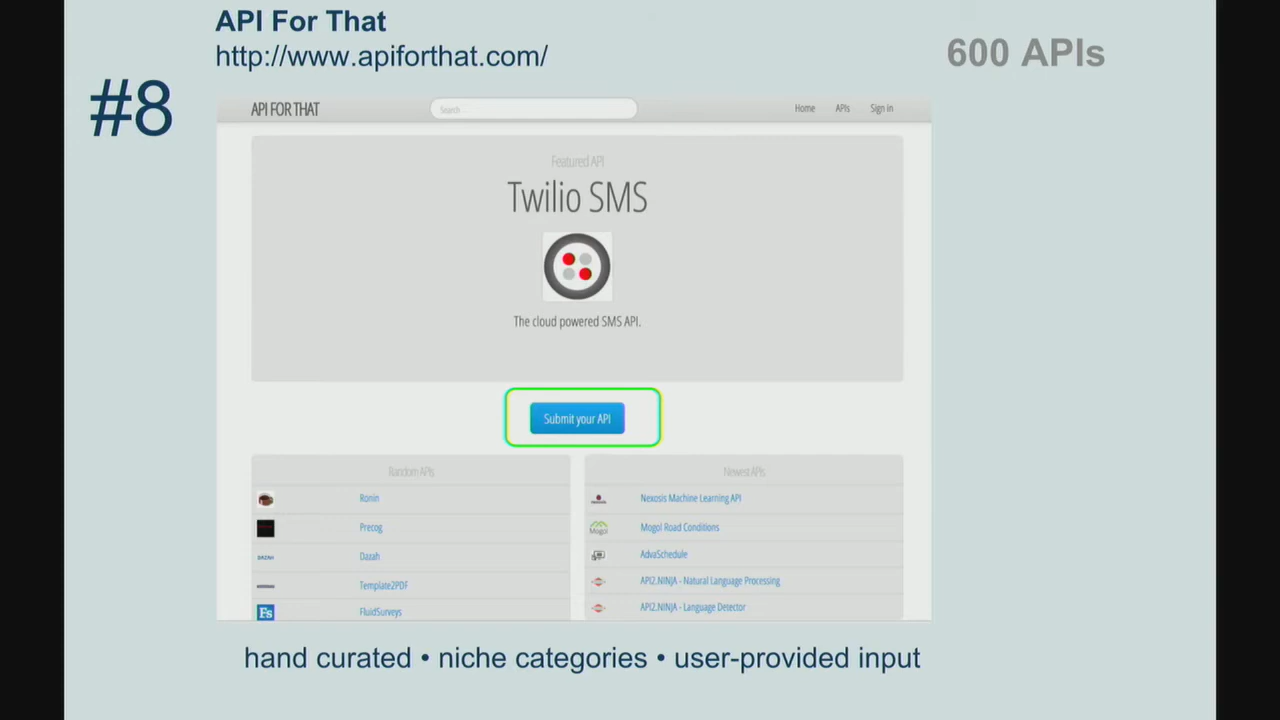 API For That
http://www.apiforthat.com/
600 APIs
#8
API FOR THAT
Search ...
Home APIs Sign in
Featured API
Twilio SMS
The cloud powered SMS API.
Submit your API
Random APIs
Ronin
Precog
Dazah
Template2PDF
FluidSurveys
Fs
Newest APIs
Nexosis Machine Learning API
Mogol Road Conditions
Mogol
AdvaSchedule
API2.NINJA - Natural Language Processing
API2.NINJA - Language Detector
hand curated • niche categories • user-provided input